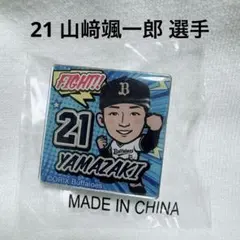 21 山﨑颯一郎 選手
FIGHT!!
B
21
YAMAZAKI
ORIX Buffaloes
MADE IN CHINA